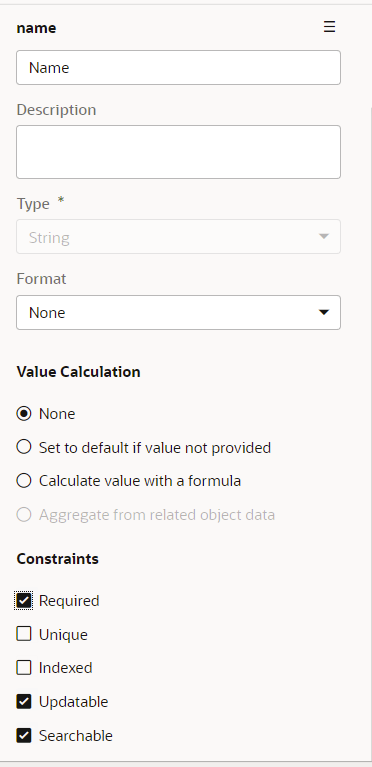 name
Name
Description
Type *
String
Format
None
Value Calculation
None
Set to default if value not provided
Calculate value with a formula
Aggregate from related object data
Constraints
Required
Unique
Indexed
Updatable
Searchable